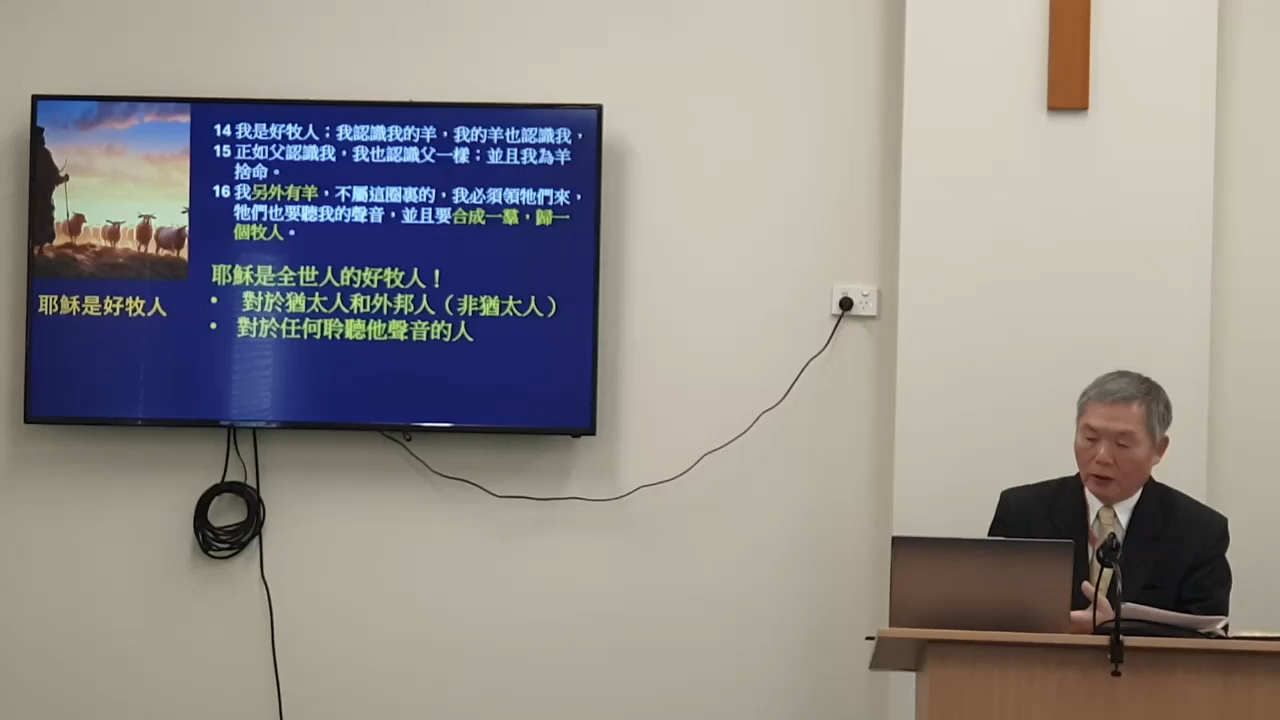 14 我是好牧人；我認識我的羊，我的羊也認識我，
15 正如父認識我，我也認識父一樣；並且我為羊
捨命。
16 我另外有羊，不屬這圈裏的，我必須領牠們來，
牠們也要聽我的聲音，並且要合成一羣，歸一
個牧人。
耶穌是全世人的好牧人！
• 對於猶太人和外邦人（非猶太人）
• 對於任何聆聽他聲音的人
耶穌是好牧人